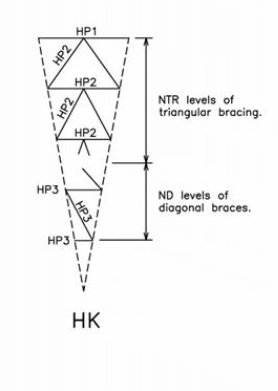 HP1
HP2
HP2
HP2
HP2
NTR levels of
triangular bracing.
HP3
HP3
HP3
ND levels of
diagonal braces.
HK